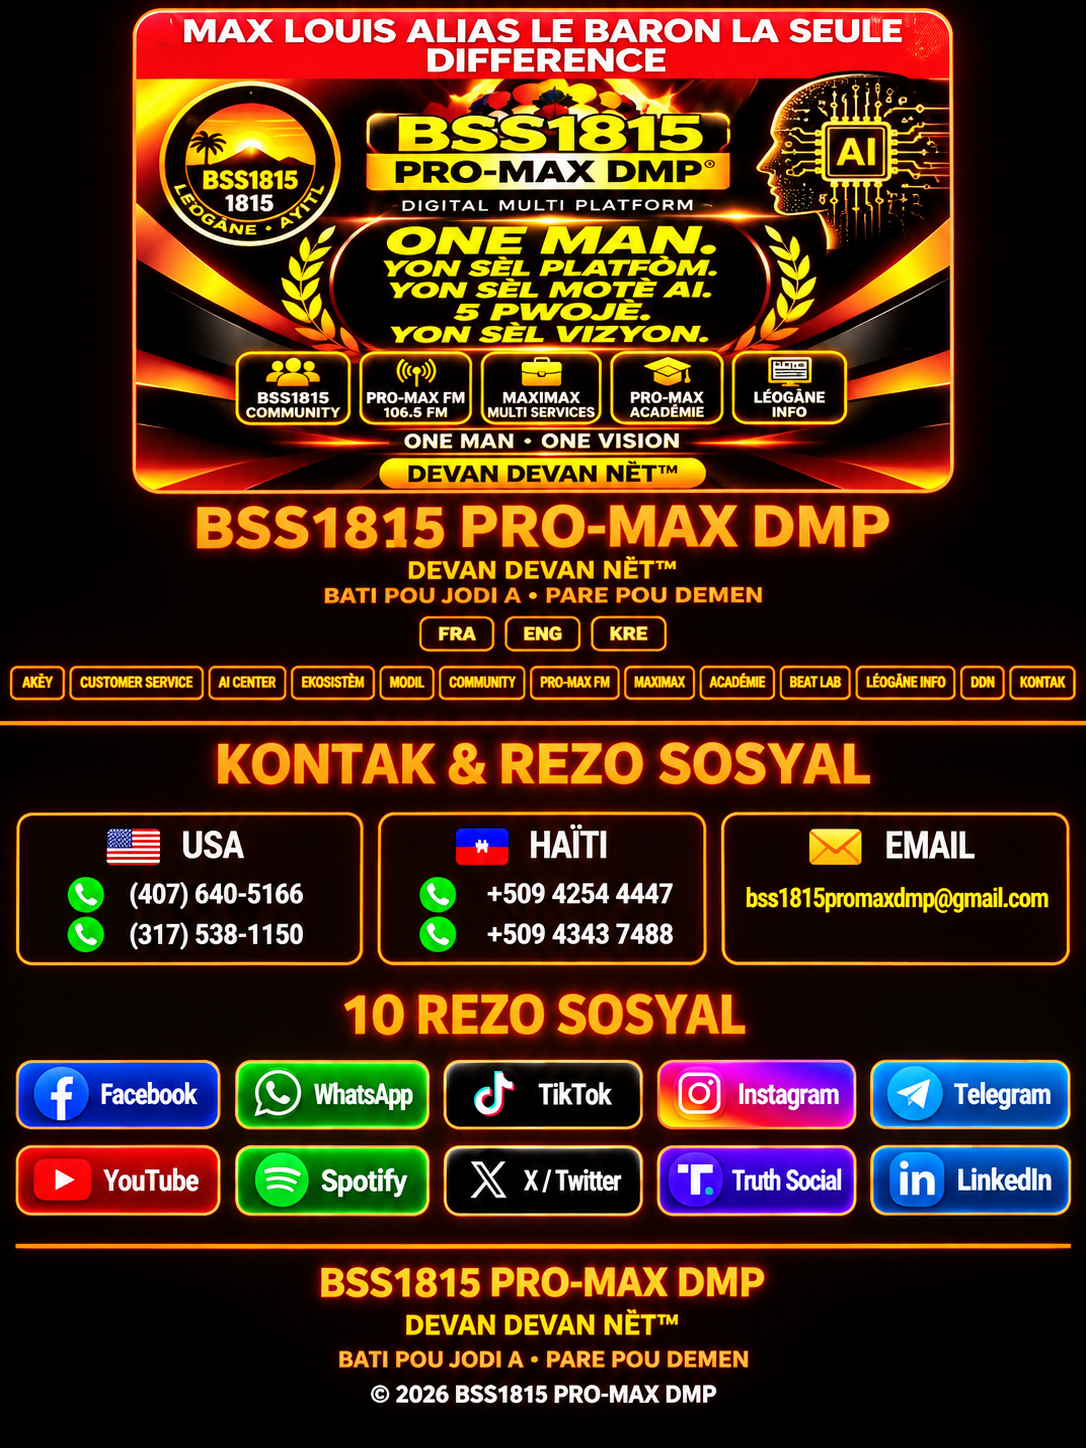 MAX LOUIS ALIAS LE BARON LA SEULE
DIFFERENCE
BSS1815
1815
LEOGÀNE • AYITI
BSS1815
PRO-MAX DMP®
DIGITAL MULTI PLATFORM
AI
ONE MAN.
YON SÈL PLATFÒM.
YON SÈL MOTÈ AI.
5 PWOJÈ.
YON SÈL VIZYON.
BSS1815
COMMUNITY
PRO-MAX FM
106.5 FM
MAXIMAX
MULTI SERVICES
PRO-MAX
ACADÉMIE
LÉOGÂNE
INFO
ONE MAN • ONE VISION
DEVAN DEVAN NÈT™
BSS1815 PRO-MAX DMP
DEVAN DEVAN NÈT™
BATI POU JODI A • PARE POU DEMEN
FRA
ENG
KRE
AKÈY
CUSTOMER SERVICE
AI CENTER
EKOSISTÈM
MODIL
COMMUNITY
PRO-MAX FM
MAXIMAX
ACADÉMIE
BEAT LAB
LÉOGÂNE INFO
DDN
KONTAK
KONTAK & REZO SOSYAL
USA
(407) 640-5166
(317) 538-1150
HAÏTI
+509 4254 4447
+509 4343 7488
EMAIL
bss1815promaxdmp@gmail.com
10 REZO SOSYAL
Facebook
WhatsApp
TikTok
Instagram
Telegram
YouTube
Spotify
X / Twitter
Truth Social
LinkedIn
BSS1815 PRO-MAX DMP
DEVAN DEVAN NÈT™
BATI POU JODI A • PARE POU DEMEN
© 2026 BSS1815 PRO-MAX DMP